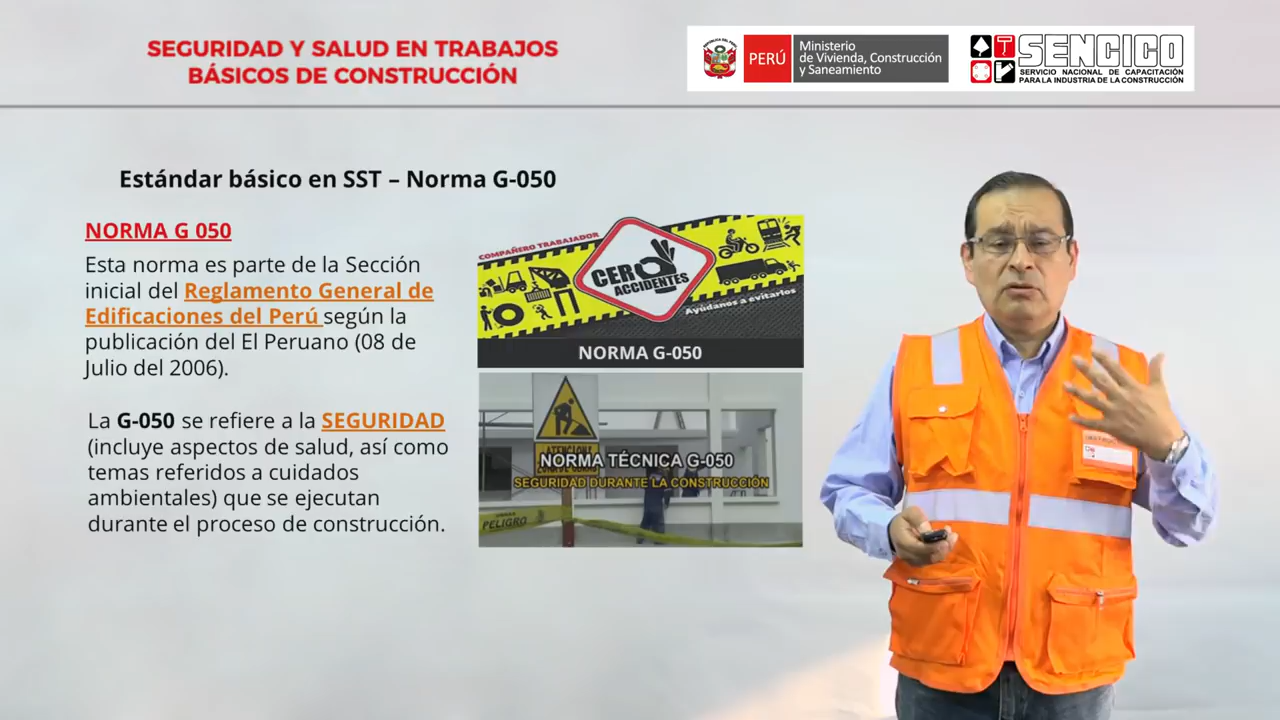 SEGURIDAD Y SALUD EN TRABAJOS
BÁSICOS DE CONSTRUCCIÓN
PERÚ
Ministerio
de Vivienda, Construcción
y Saneamiento
SENCICO
SERVICIO NACIONAL DE CAPACITACIÓN
PARA LA INDUSTRIA DE LA CONSTRUCCIÓN
Estándar básico en SST – Norma G-050
NORMA G 050
Esta norma es parte de la Sección
inicial del Reglamento General de
Edificaciones del Perú según la
publicación del El Peruano (08 de
Julio del 2006).
La G-050 se refiere a la SEGURIDAD
(incluye aspectos de salud, así como
temas referidos a cuidados
ambientales) que se ejecutan
durante el proceso de construcción.
COMPAÑERO TRABAJADOR
CERO
ACCIDENTES
Ayúdanos a evitarlos
NORMA G-050
NORMA TÉCNICA G-050
SEGURIDAD DURANTE LA CONSTRUCCIÓN
PELIGRO